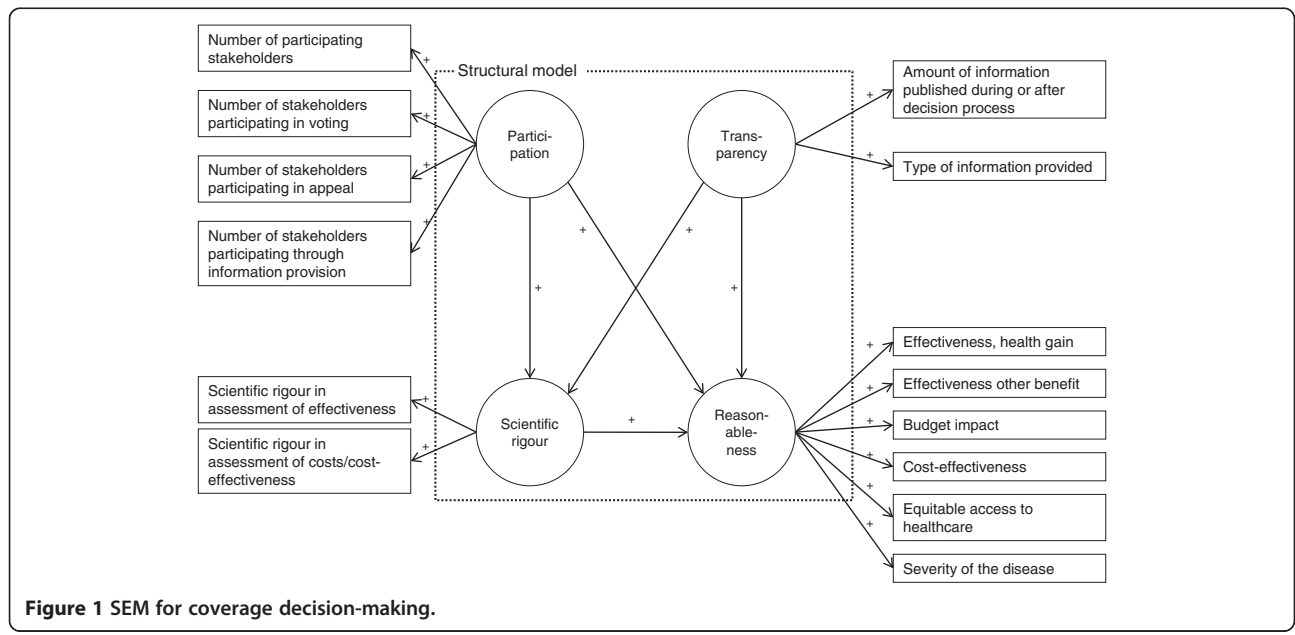 Number of participating
stakeholders
Number of stakeholders
participating in voting
Number of stakeholders
participating in appeal
Number of stakeholders
participating through
information provision
Scientific rigour in
assessment of effectiveness
Scientific rigour in
assessment of costs/cost-
effectiveness
+
+
+
+
+
+
Structural model
Partici-
pation
Trans-
parency
+
+
+
+
Scientific
rigour
+
Reason-
able-
ness
+
+
Amount of information
published during or after
decision process
Type of information provided
+
+
+
+
+
+
Effectiveness, health gain
Effectiveness other benefit
Budget impact
Cost-effectiveness
Equitable access to
healthcare
Severity of the disease
Figure 1 SEM for coverage decision-making.